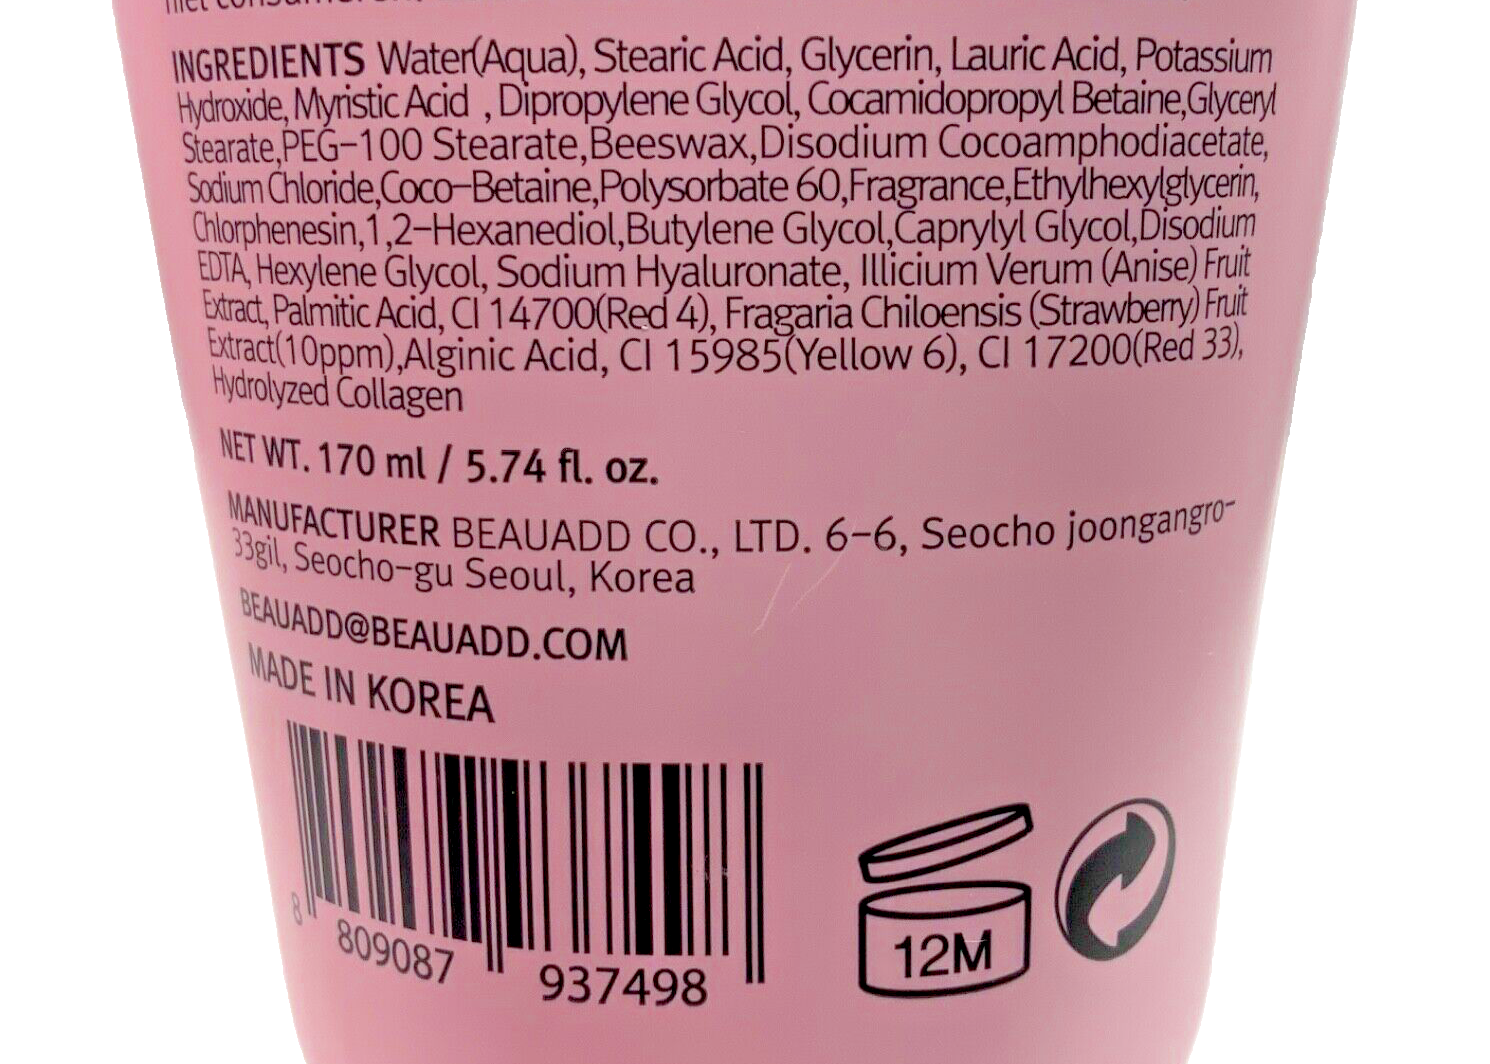 INGREDIENTS Water(Aqua), Stearic Acid, Glycerin, Lauric Acid, Potassium
Hydroxide, Myristic Acid , Dipropylene Glycol, Cocamidopropyl Betaine,Glyceryl
Stearate,PEG-100 Stearate,Beeswax,Disodium Cocoamphodiacetate,
Sodium Chloride,Coco-Betaine,Polysorbate 60,Fragrance,Ethylhexylglycerin,
Chlorphenesin,1,2-Hexanediol,Butylene Glycol,Caprylyl Glycol,Disodium
EDTA, Hexylene Glycol, Sodium Hyaluronate, Illicium Verum (Anise) Fruit
Extract, Palmitic Acid, CI 14700(Red 4), Fragaria Chiloensis (Strawberry) Fruit
Extract(10ppm),Alginic Acid, CI 15985(Yellow 6), CI 17200(Red 33),
Hydrolyzed Collagen
NET WT. 170 ml / 5.74 fl. oz.
MANUFACTURER BEAUADD CO., LTD. 6-6, Seocho joongangro-
33gil, Seocho-gu Seoul, Korea
BEAUADD@BEAUADD.COM
MADE IN KOREA
8 809087 937498
12M